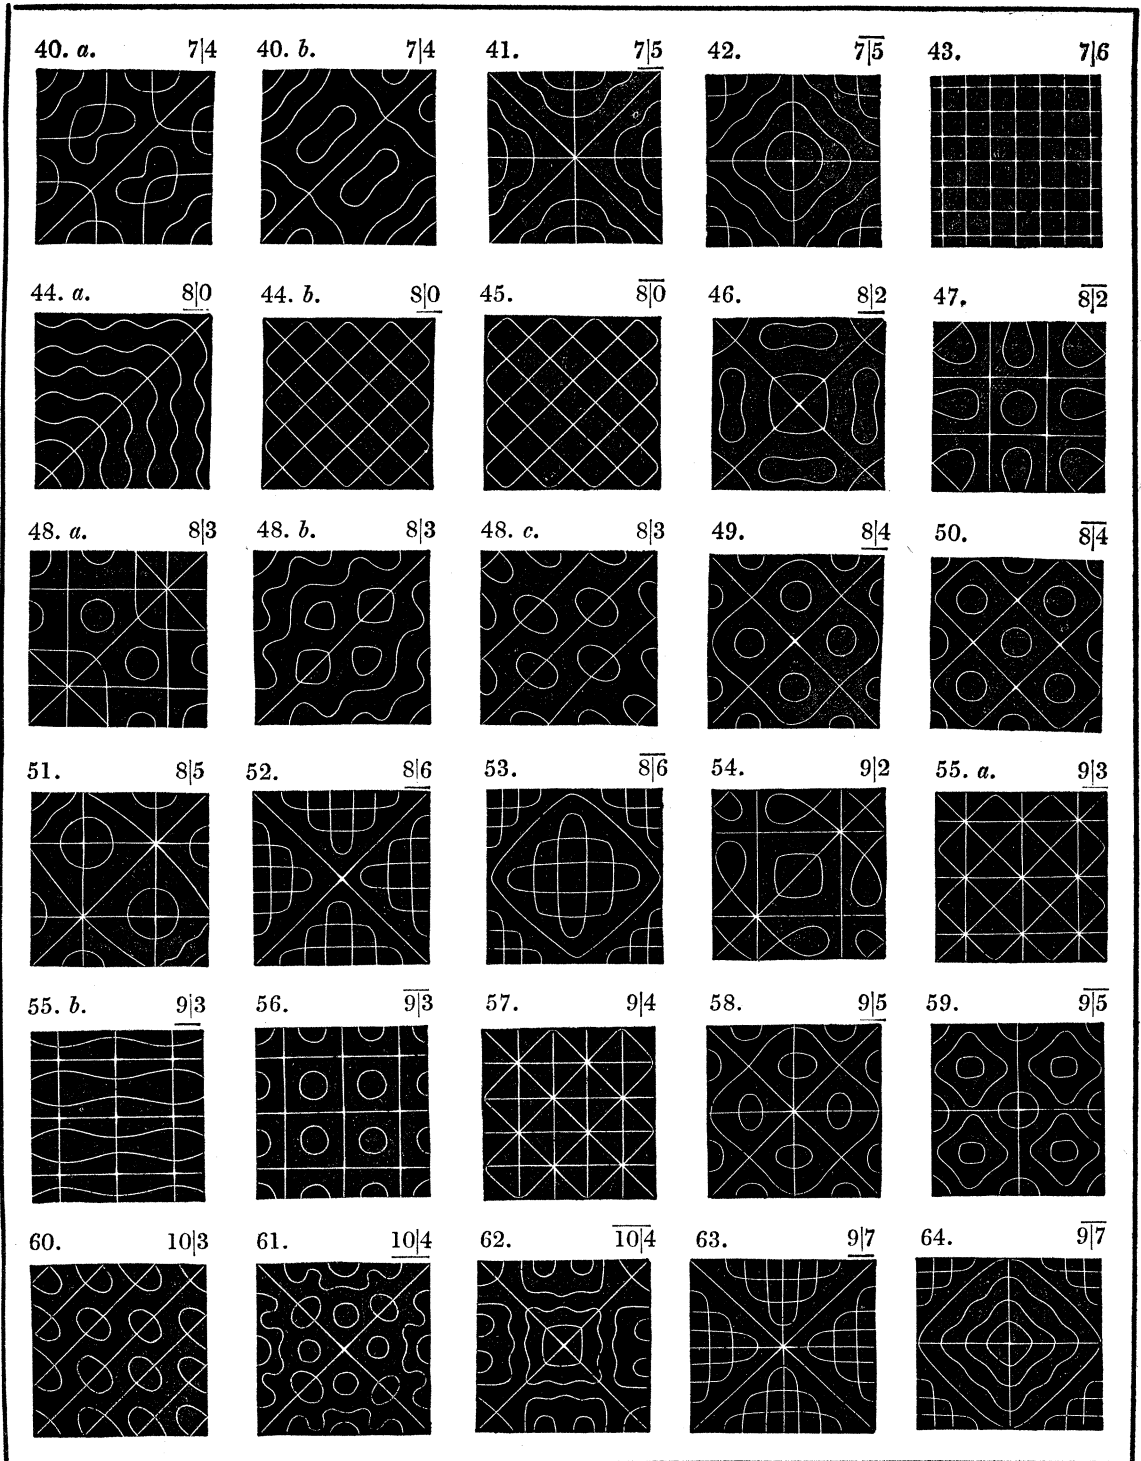 40. a. 7|4 40. b. 7|4 41. 7|5 42. 7|5 43. 7|6
44. a. 8|0 44. b. 8|0 45. 8|0 46. 8|2 47. 8|2
48. a. 8|3 48. b. 8|3 48. c. 8|3 49. 8|4 50. 8|4
51. 8|5 52. 8|6 53. 8|6 54. 9|2 55. a. 9|3
55. b. 9|3 56. 9|3 57. 9|4 58. 9|5 59. 9|5
60. 10|3 61. 10|4 62. 10|4 63. 9|7 64. 9|7